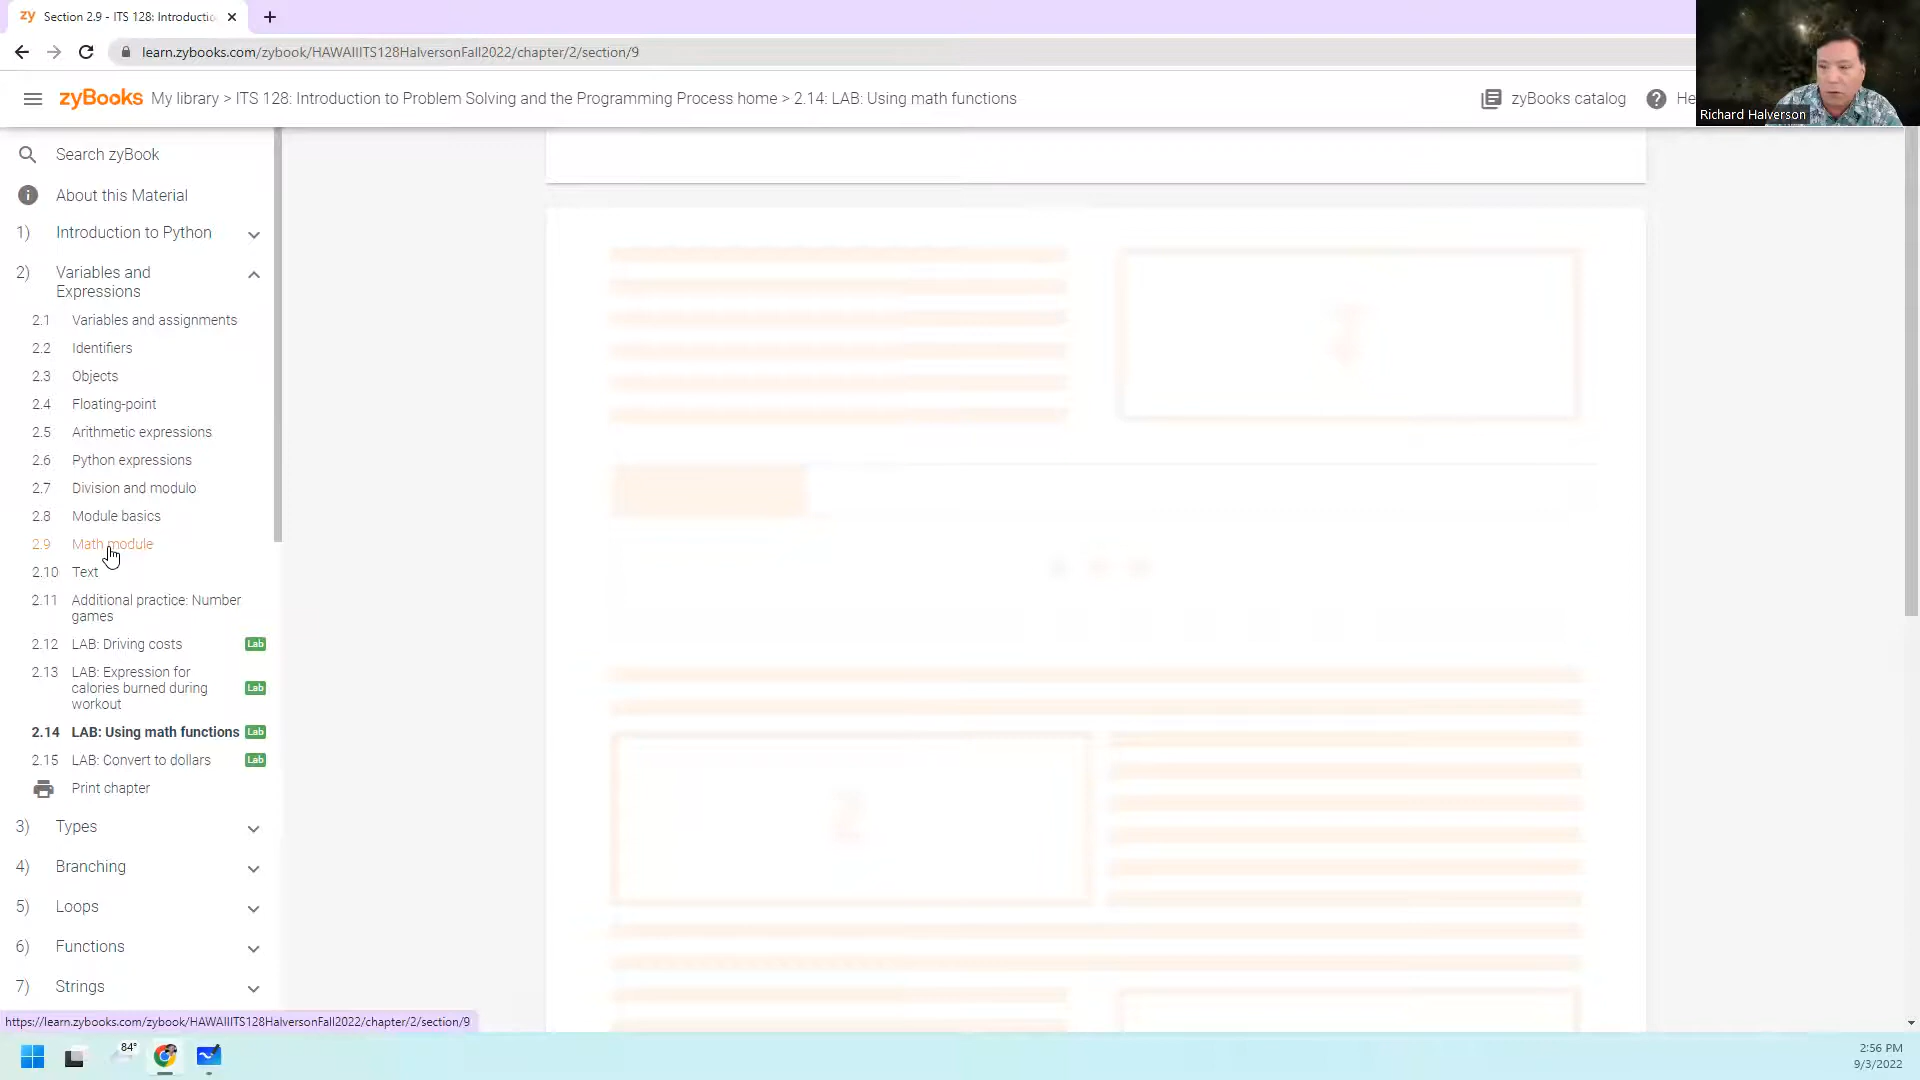 zy Section 2.9 - ITS 128: Introductio
learn.zybooks.com/zybook/HAWAIIITS128HalversonFall2022/chapter/2/section/9
zyBooks My library > ITS 128: Introduction to Problem Solving and the Programming Process home > 2.14: LAB: Using math functions
zyBooks catalog
He
Richard Halverson
Search zyBook
About this Material
1) Introduction to Python
2) Variables and
Expressions
2.1 Variables and assignments
2.2 Identifiers
2.3 Objects
2.4 Floating-point
2.5 Arithmetic expressions
2.6 Python expressions
2.7 Division and modulo
2.8 Module basics
2.9 Math module
2.10 Text
2.11 Additional practice: Number
games
2.12 LAB: Driving costs Lab
2.13 LAB: Expression for
calories burned during Lab
workout
2.14 LAB: Using math functions Lab
2.15 LAB: Convert to dollars Lab
Print chapter
3) Types
4) Branching
5) Loops
6) Functions
7) Strings
https://learn.zybooks.com/zybook/HAWAIIITS128HalversonFall2022/chapter/2/section/9
84°
2:56 PM
9/3/2022